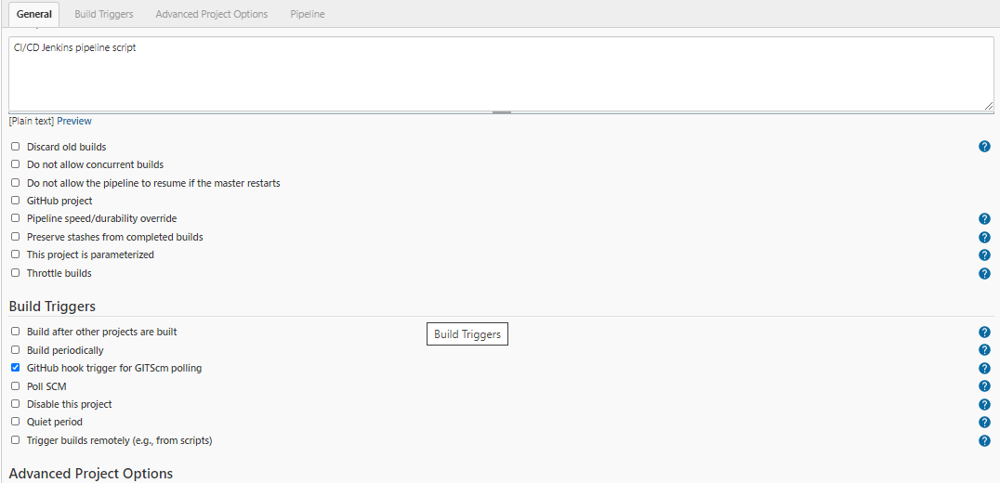 General Build Triggers Advanced Project Options Pipeline
CI/CD Jenkins pipeline script
[Plain text] Preview
Discard old builds
Do not allow concurrent builds
Do not allow the pipeline to resume if the master restarts
GitHub project
Pipeline speed/durability override
Preserve stashes from completed builds
This project is parameterized
Throttle builds
Build Triggers
Build after other projects are built
Build Triggers
Build periodically
GitHub hook trigger for GITScm polling
Poll SCM
Disable this project
Quiet period
Trigger builds remotely (e.g., from scripts)
Advanced Project Options